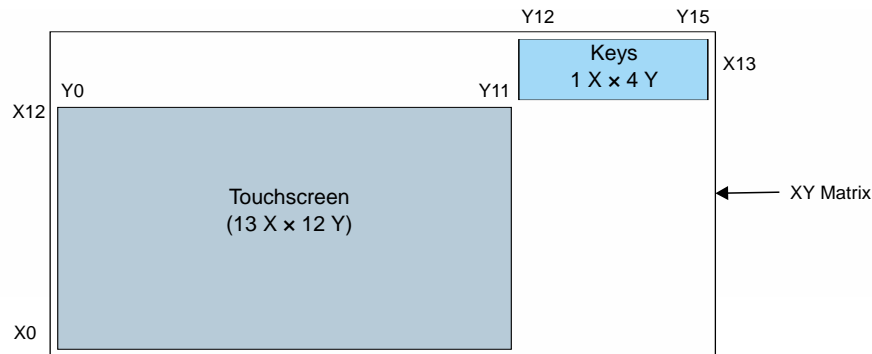 Y12
Y15
Keys
1 X × 4 Y
X13
Y0
Y11
X12
Touchscreen
(13 X × 12 Y)
XY Matrix
X0